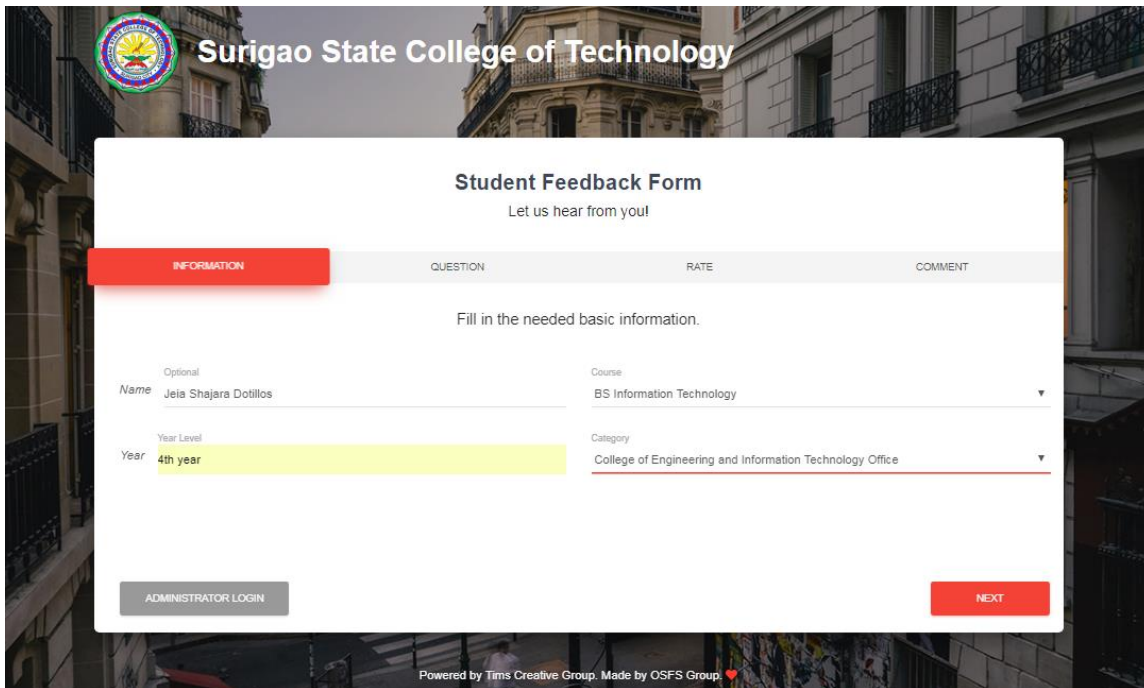 Surigao State College of Technology
Student Feedback Form
Let us hear from you!
INFORMATION
QUESTION
RATE
COMMENT
Fill in the needed basic information.
Name
Optional
Jeia Shajara Dotillos
Course
BS Information Technology
Year
Year Level
4th year
Category
College of Engineering and Information Technology Office
ADMINISTRATOR LOGIN
NEXT
Powered by Tims Creative Group. Made by OSFS Group.